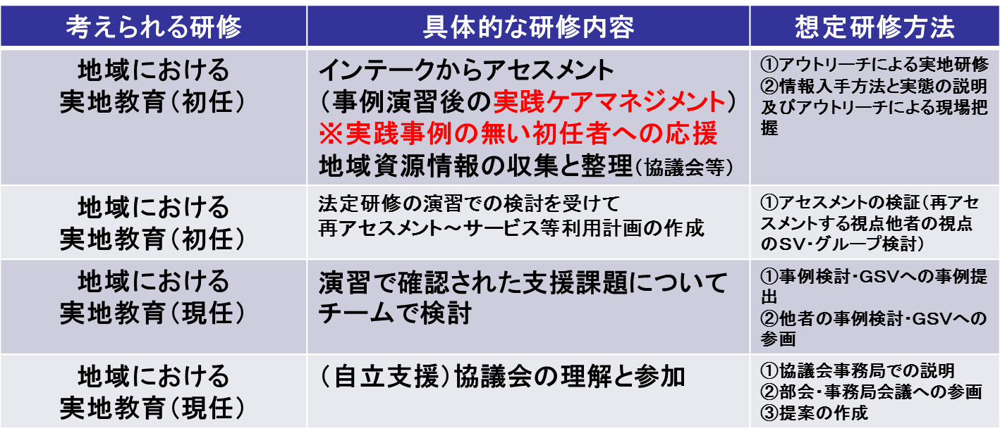 考えられる研修
具体的な研修内容
想定研修方法
地域における
実地教育(初任)
インテークからアセスメント
(事例演習後の実践ケアマネジメント)
※実践事例の無い初任者への応援
地域資源情報の収集と整理(協議会等)
①アウトリーチによる実地研修
②情報入手方法と実態の説明
及びアウトリーチによる現場把
握
地域における
実地教育(初任)
法定研修の演習での検討を受けて
再アセスメント～サービス等利用計画の作成
①アセスメントの検証(再アセ
スメントする視点他者の視点
のSV・グループ検討)
地域における
実地教育(現任)
演習で確認された支援課題について
チームで検討
①事例検討・GSVへの事例提
出
②他者の事例検討・GSVへの
参画
地域における
実地教育(現任)
(自立支援)協議会の理解と参加
①協議会事務局での説明
②部会・事務局会議への参画
③提案の作成